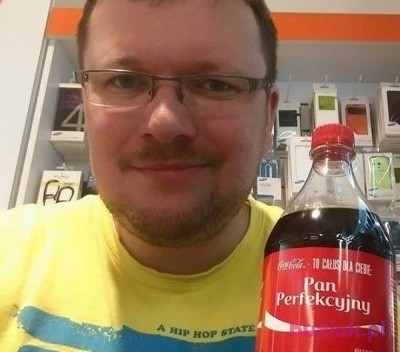 Coca-Cola - TO CAŁUS DLA CIEBIE:
Pan
Perfekcyjny
A HIP HOP STATE